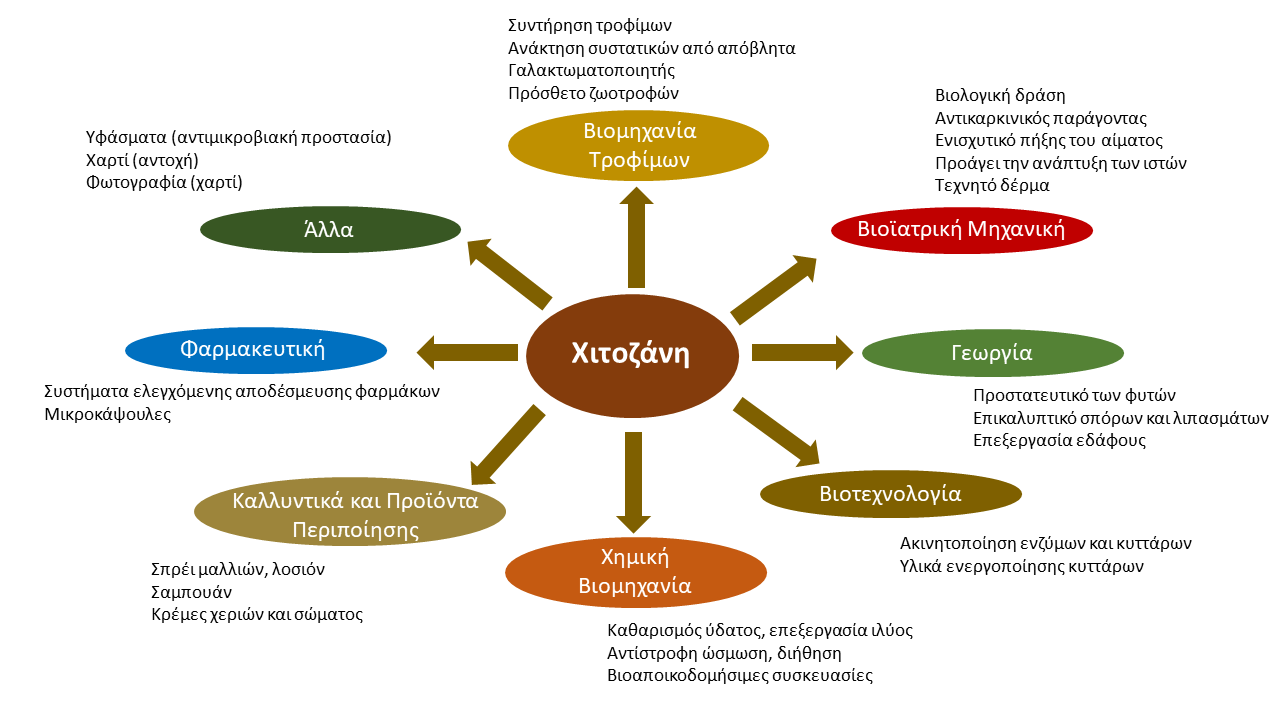 Συντήρηση τροφίμων
Ανάκτηση συστατικών από απόβλητα
Γαλακτωματοποιητής
Πρόσθετο ζωοτροφών
Βιομηχανία
Τροφίμων
Βιολογική δράση
Αντικαρκινικός παράγοντας
Ενισχυτικό πήξης του αίματος
Προάγει την ανάπτυξη των ιστών
Τεχνητό δέρμα
Βιοϊατρική Μηχανική
Υφάσματα (αντιμικροβιακή προστασία)
Χαρτί (αντοχή)
Φωτογραφία (χαρτί)
Άλλα
Χιτοζάνη
Φαρμακευτική
Συστήματα ελεγχόμενης αποδέσμευσης φαρμάκων
Μικροκάψουλες
Γεωργία
Προστατευτικό των φυτών
Επικαλυπτικό σπόρων και λιπασμάτων
Επεξεργασία εδάφους
Καλλυντικά και Προϊόντα
Περιποίησης
Σπρέι μαλλιών, λοσιόν
Σαμπουάν
Κρέμες χεριών και σώματος
Χημική
Βιομηχανία
Καθαρισμός ύδατος, επεξεργασία ιλύος
Αντίστροφη ώσμωση, διήθηση
Βιοαποικοδομήσιμες συσκευασίες
Βιοτεχνολογία
Ακινητοποίηση ενζύμων και κυττάρων
Υλικά ενεργοποίησης κυττάρων